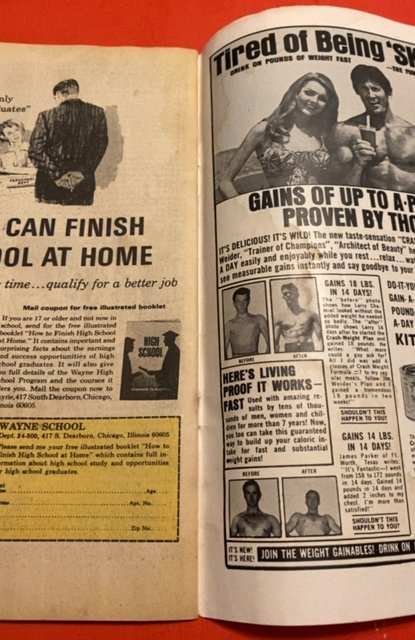 nly
uates"
CAN FINISH
OOL AT HOME
time...qualify for a better job
Mail coupon for free illustrated booklet
If you are 17 or older and not now in
school, send for the free illustrated
booklet "How to Finish High School
at Home." It contains important and
surprising facts about the earnings
and success opportunities of high
school graduates. It will also give
you full details of the Wayne High
School Program and the courses it
offers you. Mail the coupon now to
Wayne, 417 South Dearborn, Chicago,
Illinois 60605.
HIGH
SCHOOL
WAYNE SCHOOL
Dept. 24-500, 417 S. Dearborn, Chicago, Illinois 60605
Please send me your free illustrated booklet "How to
Finish High School at Home" which contains full in-
formation about high school study and opportunities
for high school graduates.
Age
Apt. No.
Zip No.
Tired of Being 'SK
DRINK ON POUNDS OF WEIGHT FAST
GAINS OF UP TO A-P
PROVEN BY THO
IT'S DELICIOUS! IT'S WILD! The new taste-sensation
Weider, "Trainer of Champions", "Architect of Beauty"
A DAY easily and enjoyably while you rest...relax...
see measurable gains instantly and say goodbye to your
BEFORE
AFTER
GAINS 18 LBS.
IN 14 DAYS!
The "before" photo
shows how Larry
looked without the
added weight he needed
so badly. The "after"
photo shows Larry 14
days after he started the
Crash-Weight Plan and
gained 18 pounds. He
writes: "What more
could a guy ask for?
All I did was add 4
glasses of Crash Weight
Formula #7 to my
Weider's Plan and I
gained a tremendous
18 pounds in two
weeks!"
SHOULDN'T THIS
HAPPEN TO YOU?
DO-IT-YO
GAIN-
POUND-
A-D
KIT
HERE'S LIVING
PROOF IT WORKS—
FAST Used with amazing re-
sults by tens of thou-
sands of men, women and chil-
dren for more than 7 years! Now,
you too can take this guaranteed
way to build up your caloric in-
take for fast and substantial
weight gains!
BEFORE
AFTER
GAINS 14 LBS.
IN 14 DAYS!
James Parker of Ft.
Worth, Texas writes:
"It's Fantastic—I went
from 158 to 172 pounds
in 14 days. Gained 14
pounds in 14 days and
added 2 inches to my
chest. I'm more than
satisfied!"
SHOULDN'T THIS
HAPPEN TO YOU?
IT'S NEW!
IT'S HERE!
JOIN THE WEIGHT GAINABLES! DRINK ON